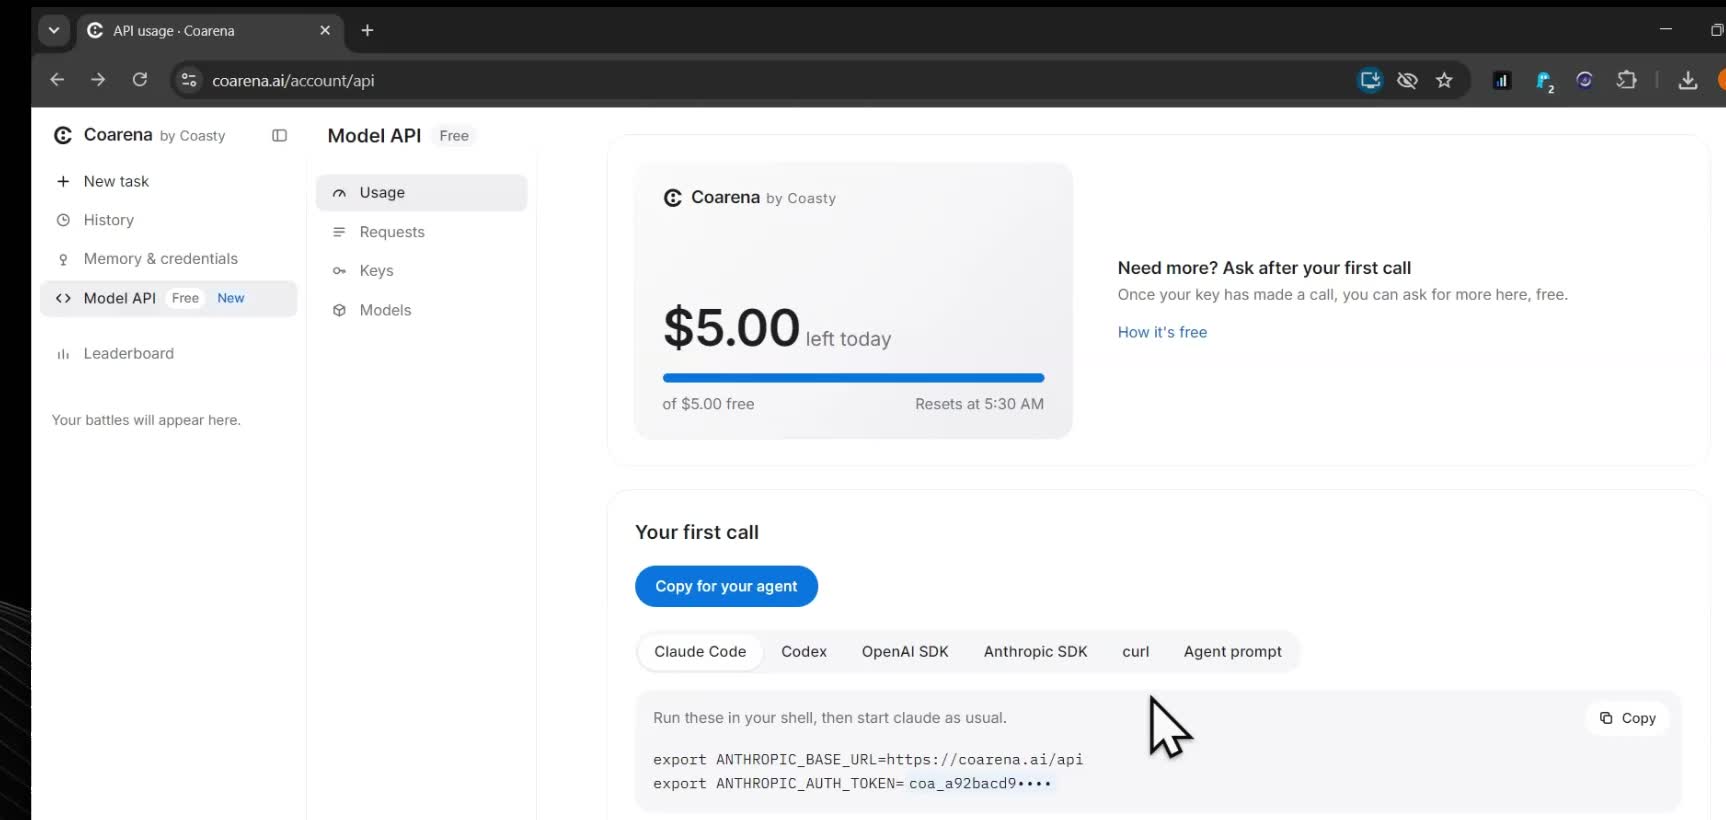 API usage · Coarena
coarena.ai/account/api
2
Coarena by Coasty
New task
History
Memory & credentials
Model API Free New
Leaderboard
Your battles will appear here.
Model API Free
Usage
Requests
Keys
Models
Coarena by Coasty
$5.00 left today
of $5.00 free
Resets at 5:30 AM
Need more? Ask after your first call
Once your key has made a call, you can ask for more here, free.
How it's free
Your first call
Copy for your agent
Claude Code
Codex
OpenAI SDK
Anthropic SDK
curl
Agent prompt
Run these in your shell, then start claude as usual.
Copy
export ANTHROPIC_BASE_URL=https://coarena.ai/api
export ANTHROPIC_AUTH_TOKEN=coa_a92bacd9••••